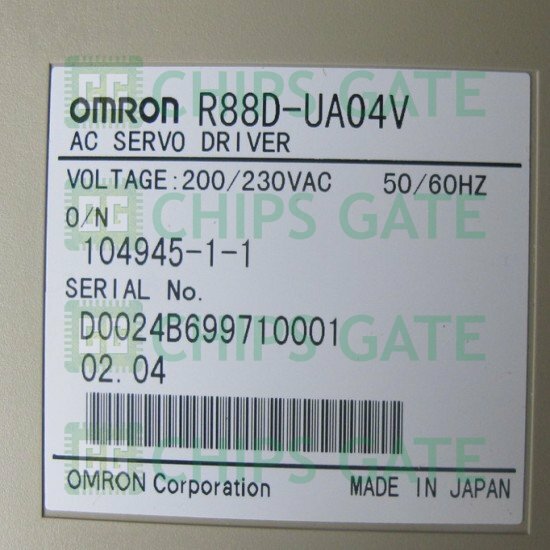 CHIPS GATE
OMRON R88D-UA04V
AC SERVO DRIVER
VOLTAGE:200/230VAC 50/60HZ
O/N
CHIPS GATE
104945-1-1
SERIAL No.
D0024B699710001
CHIPS GATE
02.04
CHIPS GATE
OMRON Corporation MADE IN JAPAN